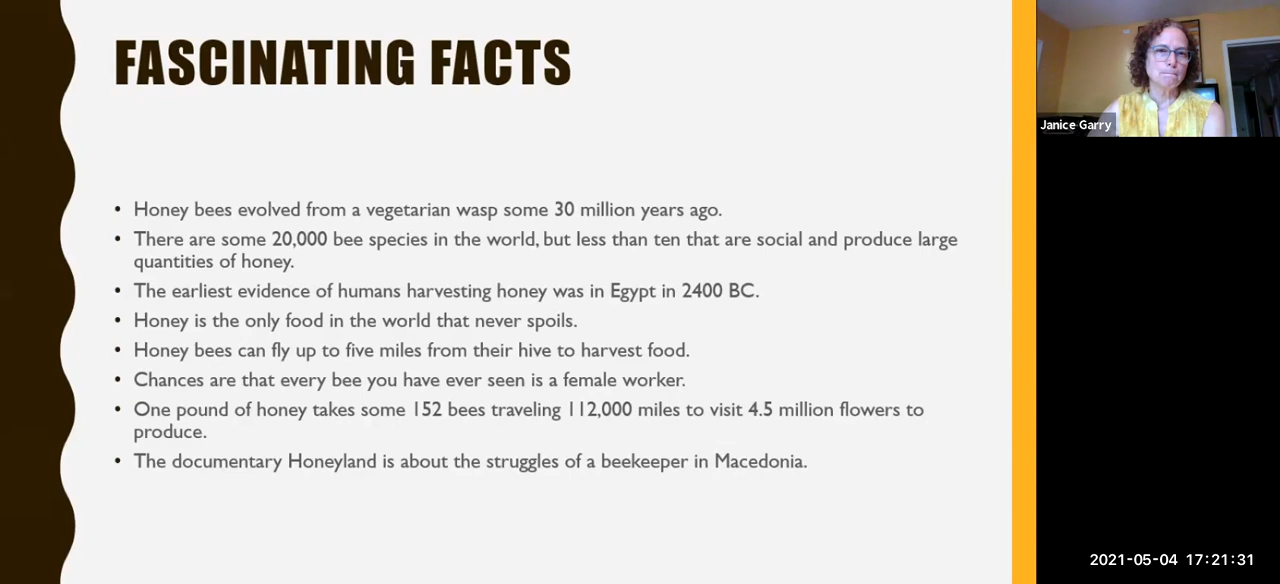 FASCINATING FACTS
• Honey bees evolved from a vegetarian wasp some 30 million years ago.
• There are some 20,000 bee species in the world, but less than ten that are social and produce large
quantities of honey.
• The earliest evidence of humans harvesting honey was in Egypt in 2400 BC.
• Honey is the only food in the world that never spoils.
• Honey bees can fly up to five miles from their hive to harvest food.
• Chances are that every bee you have ever seen is a female worker.
• One pound of honey takes some 152 bees traveling 112,000 miles to visit 4.5 million flowers to
produce.
• The documentary Honeyland is about the struggles of a beekeeper in Macedonia.
Janice Garry
2021-05-04 17:21:31